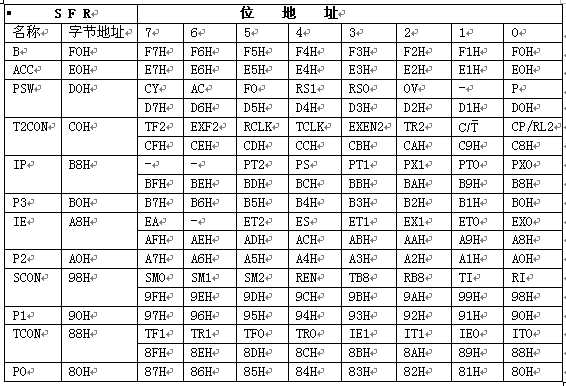 S F R 位 地 址
名称 字节地址 7 6 5 4 3 2 1 0
B F0H F7H F6H F5H F4H F3H F2H F1H F0H
ACC E0H E7H E6H E5H E4H E3H E2H E1H E0H
PSW D0H CY AC F0 RS1 RS0 OV - P
D7H D6H D5H D4H D3H D2H D1H D0H
T2CON C0H TF2 EXF2 RCLK TCLK EXEN2 TR2 C/T̅ CP/RL2
CFH CEH CDH CCH CBH CAH C9H C8H
IP B8H - - PT2 PS PT1 PX1 PT0 PX0
BFH BEH BDH BCH BBH BAH B9H B8H
P3 B0H B7H B6H B5H B4H B3H B2H B1H B0H
IE A8H EA - ET2 ES ET1 EX1 ET0 EX0
AFH AEH ADH ACH ABH AAH A9H A8H
P2 A0H A7H A6H A5H A4H A3H A2H A1H A0H
SCON 98H SM0 SM1 SM2 REN TB8 RB8 TI RI
9FH 9EH 9DH 9CH 9BH 9AH 99H 98H
P1 90H 97H 96H 95H 94H 93H 92H 91H 90H
TCON 88H TF1 TR1 TF0 TR0 IE1 IT1 IE0 IT0
8FH 8EH 8DH 8CH 8BH 8AH 89H 88H
P0 80H 87H 86H 85H 84H 83H 82H 81H 80H